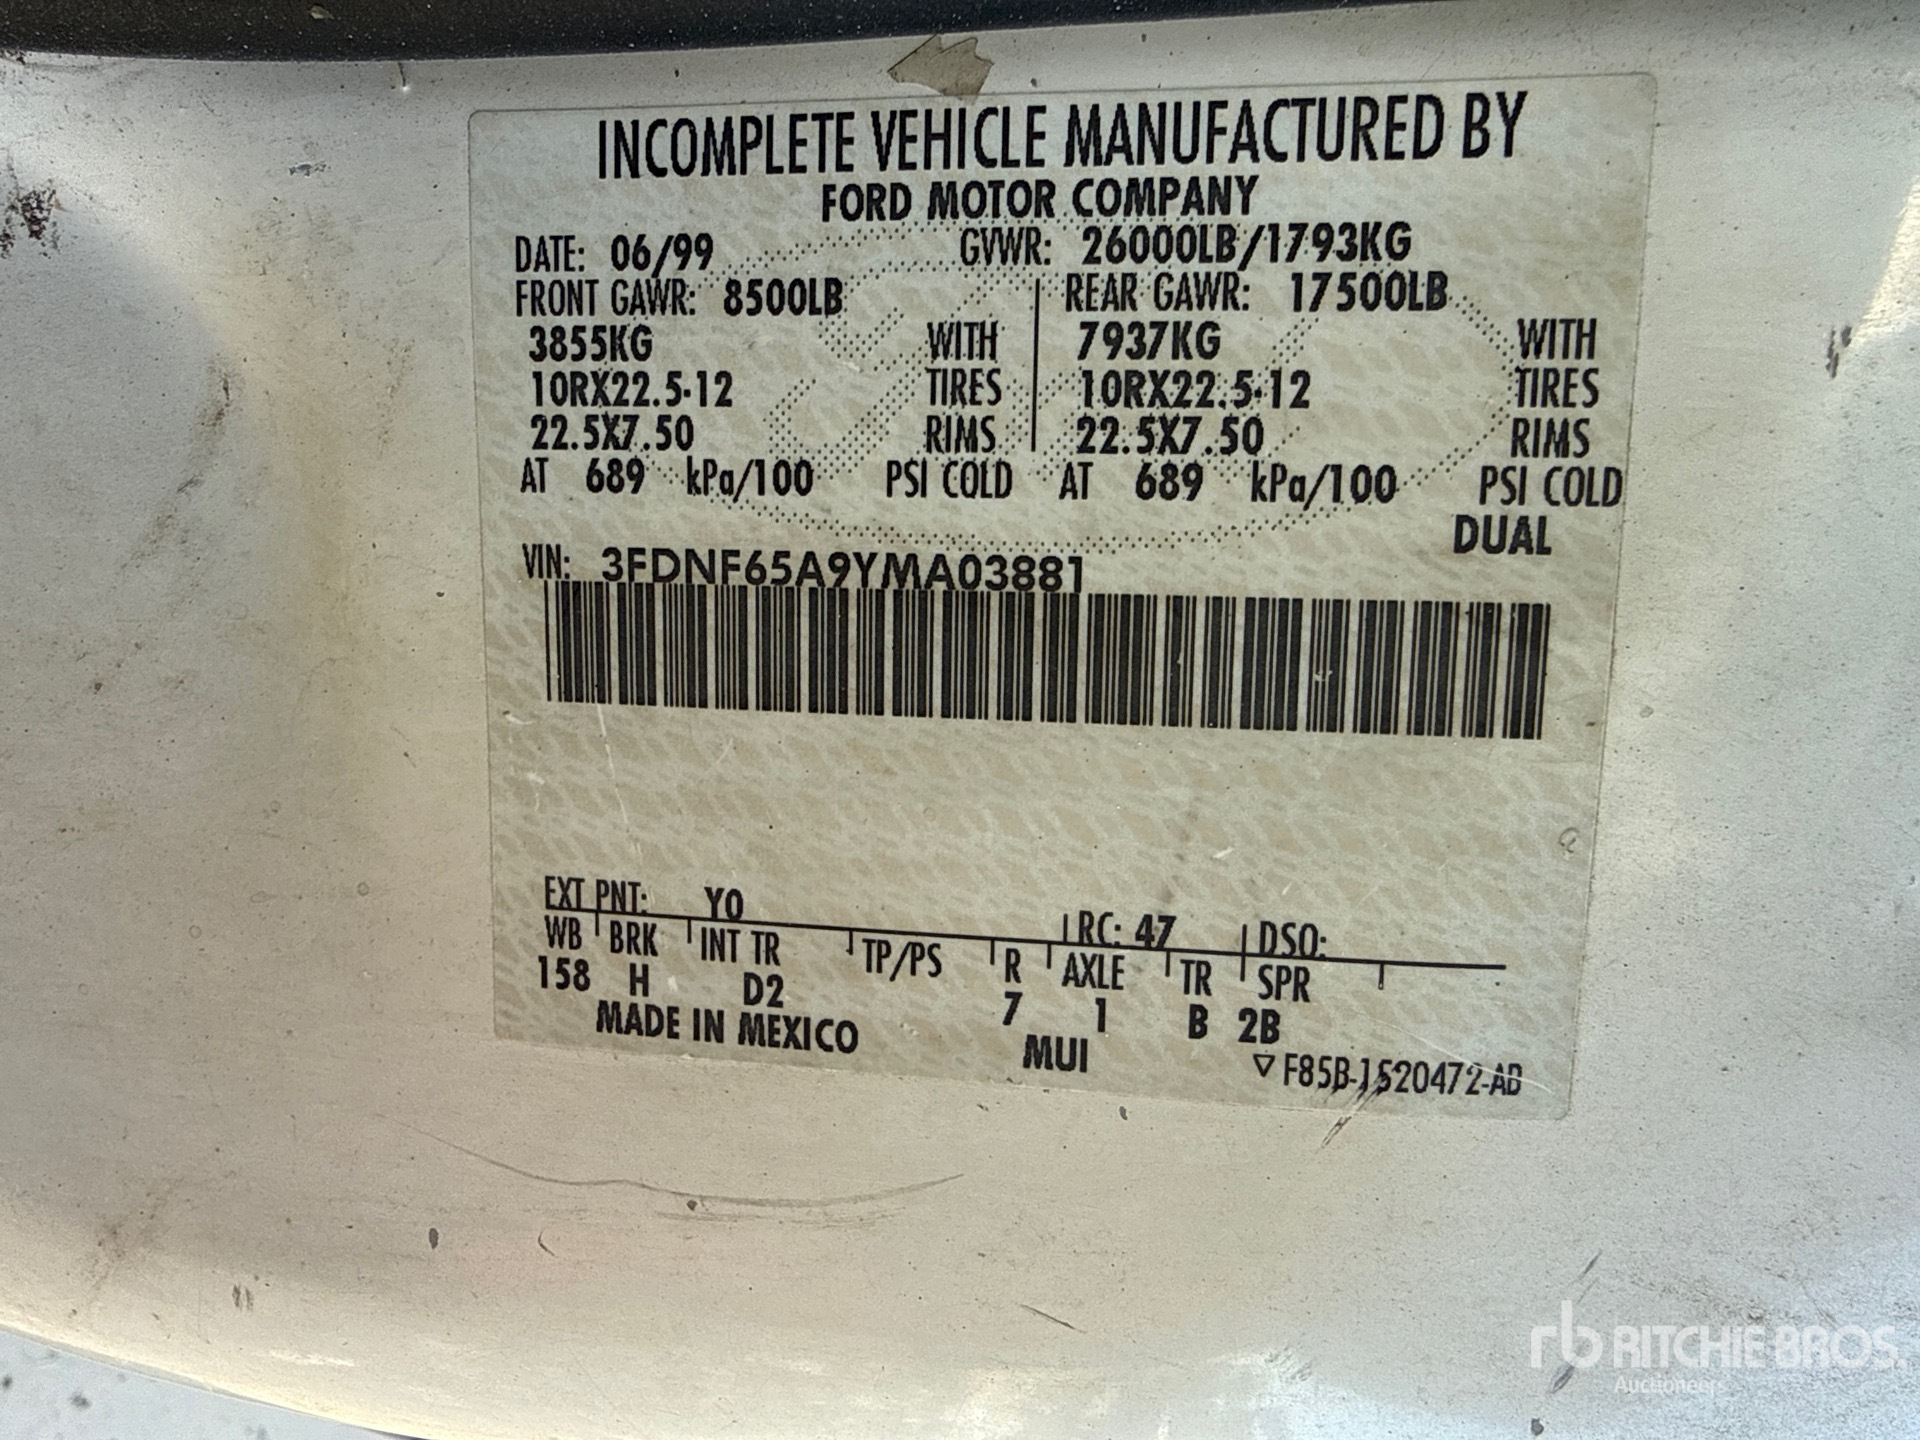 INCOMPLETE VEHICLE MANUFACTURED BY
FORD MOTOR COMPANY
DATE: 06/99 GVWR: 26000LB/1793KG
FRONT GAWR: 8500LB REAR GAWR: 17500LB
3855KG WITH 7937KG WITH
10RX22.5-12 TIRES 10RX22.5-12 TIRES
22.5X7.50 RIMS 22.5X7.50 RIMS
AT 689 kPa/100 PSI COLD AT 689 kPa/100 PSI COLD
DUAL
VIN: 3FDNF65A9YMA03881
EXT PNT: YO RC: 47 DSO:
WB BRK INT TR TP/PS R AXLE TR SPR
158 H D2 7 1 B 2B
MADE IN MEXICO MUI
▽ F85B-1520472-AB
rb RITCHIE BROS.
Auctioneers